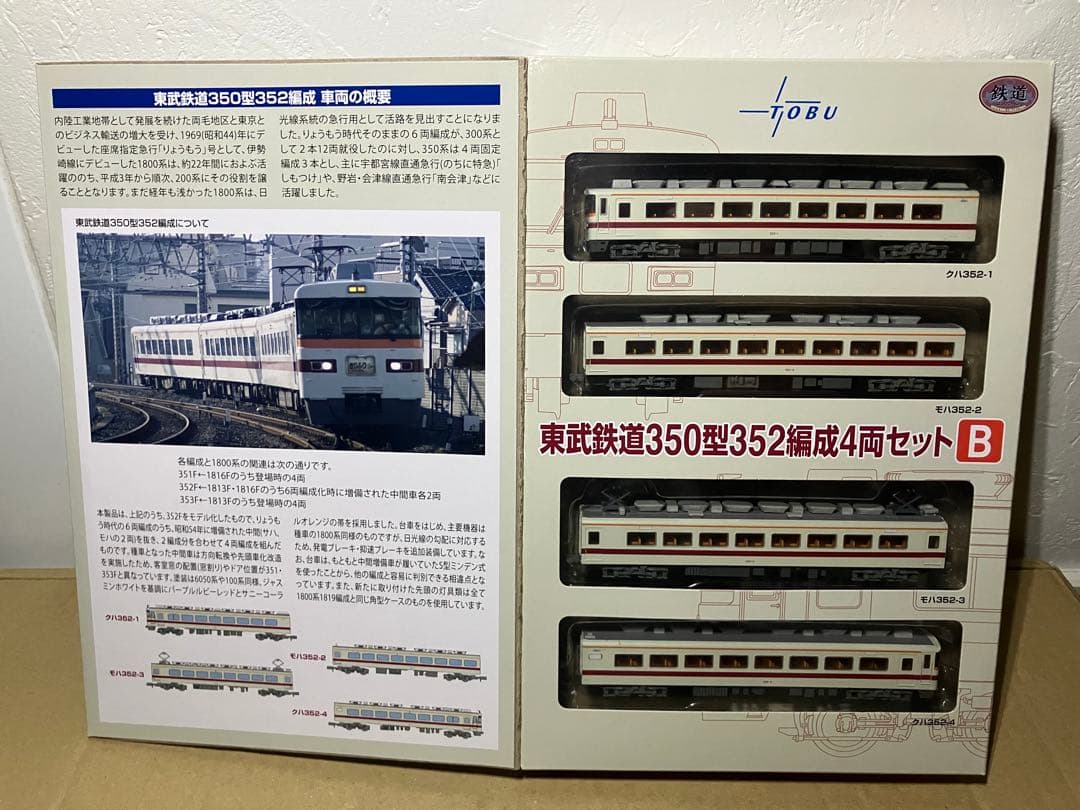 東武鉄道350型352編成 車両の概要
内陸工業地帯として発展を続けた両毛地区と東京と
のビジネス輸送の増大を受け、1969(昭和44)年にデ
ビューした座席指定急行「りょうもう」号として、伊勢
崎線にデビューした1800系は、約22年間におよぶ活
躍ののち、平成3年から順次、200系にその役割を譲
ることとなります。まだ経年も浅かった1800系は、日
光線系統の急行用として活路を見出すことになりま
した。りょうもう時代そのままの6両編成が、300系と
して2本12両就役したのに対し、350系は4両固定
編成3本とし、主に宇都宮線直通急行(のちに特急)「
しもつけ」や、野岩・会津線直通急行「南会津」などに
活躍しました。
東武鉄道350型352編成について
各編成と1800系の関連は次の通りです。
351F←1816Fのうち登場時の4両
352F←1813F・1816Fのうち6両編成化時に増備された中間車各2両
353F←1813Fのうち登場時の4両
本製品は、上記のうち、352Fをモデル化したもので、りょうも
う時代の6両編成のうち、昭和54年に増備された中間(サハ、
モハの2両)を抜き、2編成分を合わせて4両編成を組んだ
ものです。種車となった中間車は方向転換や先頭車化改造
を実施したため、客室窓の配置(窓割り)やドア位置が351・
353Fと異なっています。塗装は6050系や100系同様、ジャス
ミンホワイトを基調にパープルルビーレッドとサニーコーラ
ルオレンジの帯を採用しました。台車をはじめ、主要機器は
種車の1800系同様のものですが、日光線の勾配に対応する
ため、発電ブレーキ・抑速ブレーキを追加装備しています。な
お、台車は、もともと中間増備車が履いていたS型ミンデン式
を使ったことから、他の編成と容易に判別できる相違点とな
っています。また、新たに取り付けた先頭の灯具類は全て
1800系1819編成と同じ角型ケースのものを使用しています。
クハ352-1
モハ352-2
モハ352-3
クハ352-4
TOBU
鉄道
クハ352-1
モハ352-2
東武鉄道350型352編成4両セット B
モハ352-3
クハ352-4